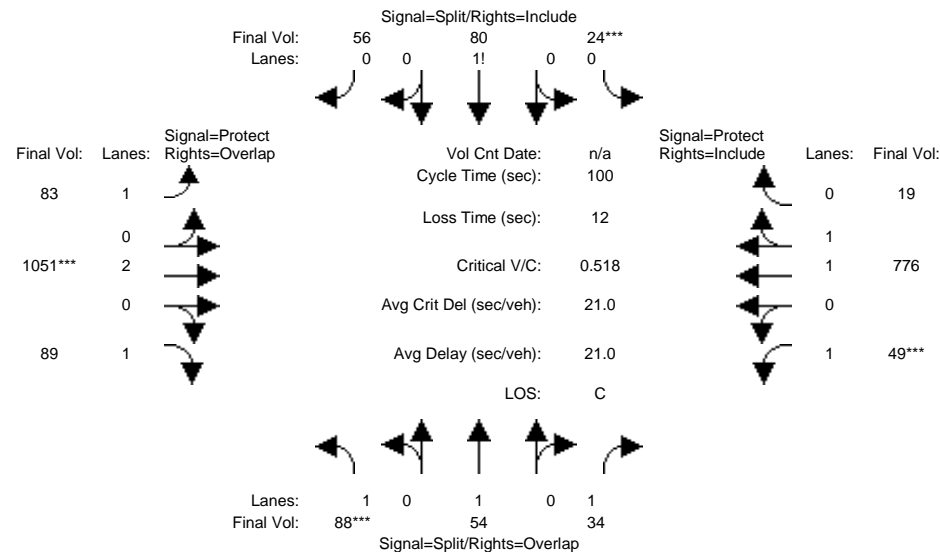 Signal=Split/Rights=Include
Final Vol: 56 80 24***
Lanes: 0 0 1! 0 0
Signal=Protect
Final Vol: Lanes: Rights=Overlap
Vol Cnt Date: n/a
Signal=Protect
Rights=Include Lanes: Final Vol:
Cycle Time (sec): 100
83 1
0 19
Loss Time (sec): 12
0
1
1051*** 2
Critical V/C: 0.518
1 776
0
Avg Crit Del (sec/veh): 21.0
0
89 1
Avg Delay (sec/veh): 21.0
1 49***
LOS: C
Lanes: 1 0 1 0 1
Final Vol: 88*** 54 34
Signal=Split/Rights=Overlap